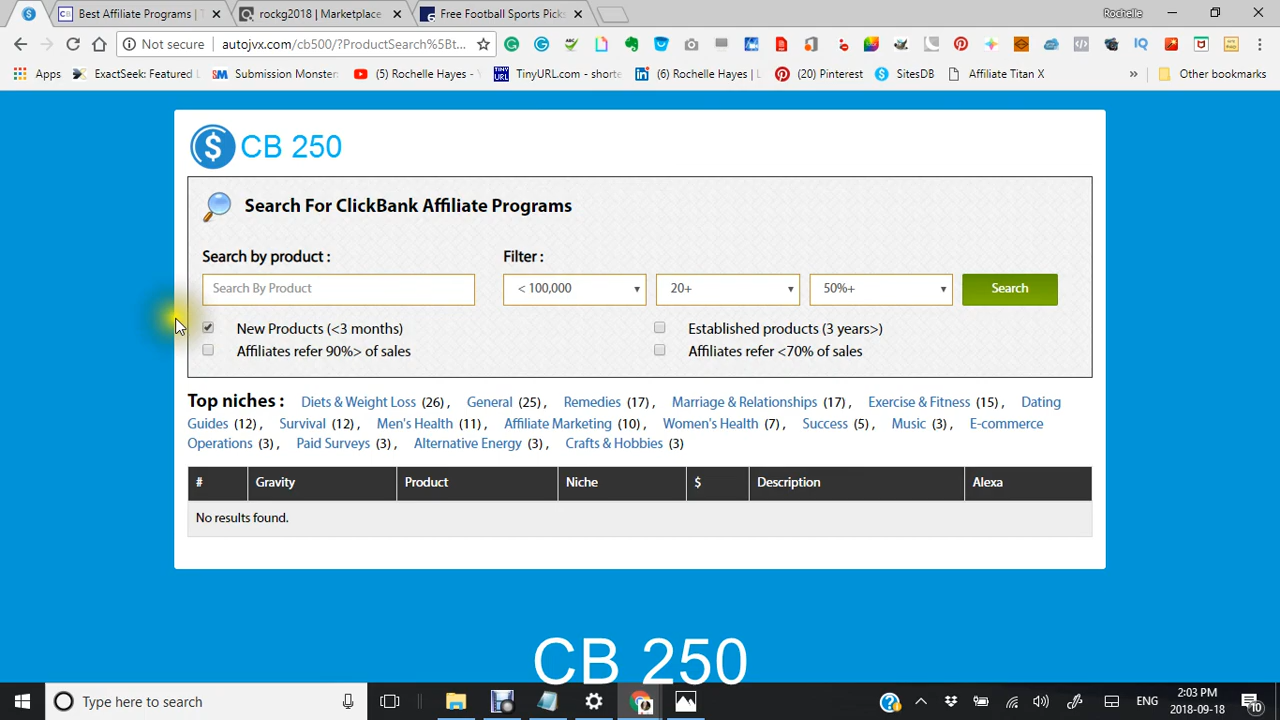 Best Affiliate Programs | T
rockg2018 | Marketplace
Free Football Sports Picks
Rochelle
Not secure autojvx.com/cb500/?ProductSearch%5Bt...
Apps
ExactSeek: Featured L
Submission Monster:
(5) Rochelle Hayes - Y
TinyURL.com - shorte
(6) Rochelle Hayes | L
(20) Pinterest
SitesDB
Affiliate Titan X
Other bookmarks
CB 250
Search For ClickBank Affiliate Programs
Search by product :
Filter :
Search By Product
< 100,000
20+
50%+
Search
New Products (<3 months)
Established products (3 years>)
Affiliates refer 90%> of sales
Affiliates refer <70% of sales
Top niches : Diets & Weight Loss (26) , General (25) , Remedies (17) , Marriage & Relationships (17) , Exercise & Fitness (15) , Dating
Guides (12) , Survival (12) , Men's Health (11) , Affiliate Marketing (10) , Women's Health (7) , Success (5) , Music (3) , E-commerce
Operations (3) , Paid Surveys (3) , Alternative Energy (3) , Crafts & Hobbies (3)
# Gravity Product Niche $ Description Alexa
No results found.
CB 250
Type here to search
ENG
2:03 PM
2018-09-18
10